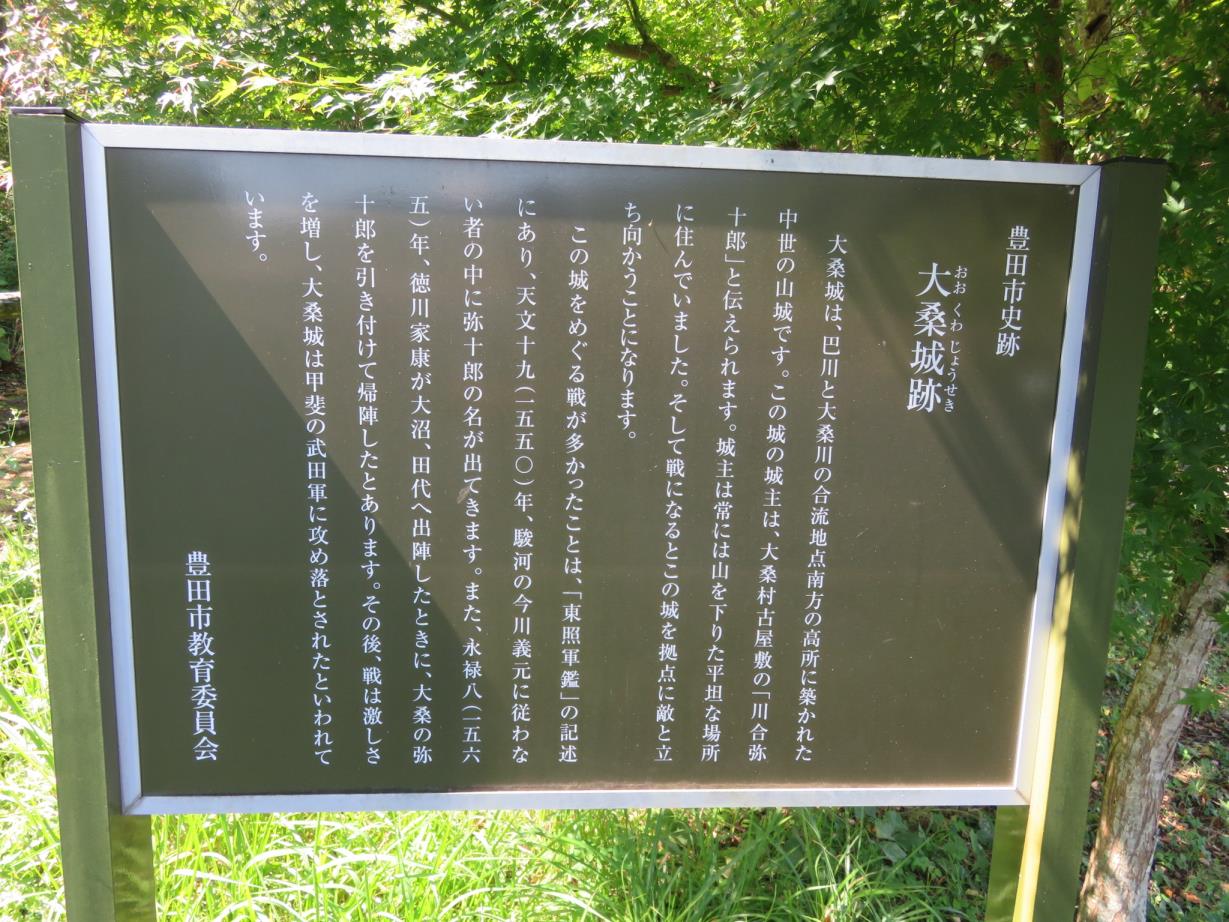 豊田市史跡
おおくわじょうせき
大桑城跡
大桑城は、巴川と大桑川の合流地点南方の高所に築かれた
中世の山城です。この城の城主は、大桑村古屋敷の「川合弥
十郎」と伝えられます。城主は常には山を下りた平坦な場所
に住んでいました。そして戦になるとこの城を拠点に敵と立
ち向かうことになります。
この城をめぐる戦が多かったことは、「東照軍鑑」の記述
にあり、天文十九(一五五〇)年、駿河の今川義元に従わな
い者の中に弥十郎の名が出てきます。また、永禄八(一五六
五)年、徳川家康が大沼、田代へ出陣したときに、大桑の弥
十郎を引き付けて帰陣したとあります。その後、戦は激しさ
を増し、大桑城は甲斐の武田軍に攻め落とされたといわれて
います。
豊田市教育委員会